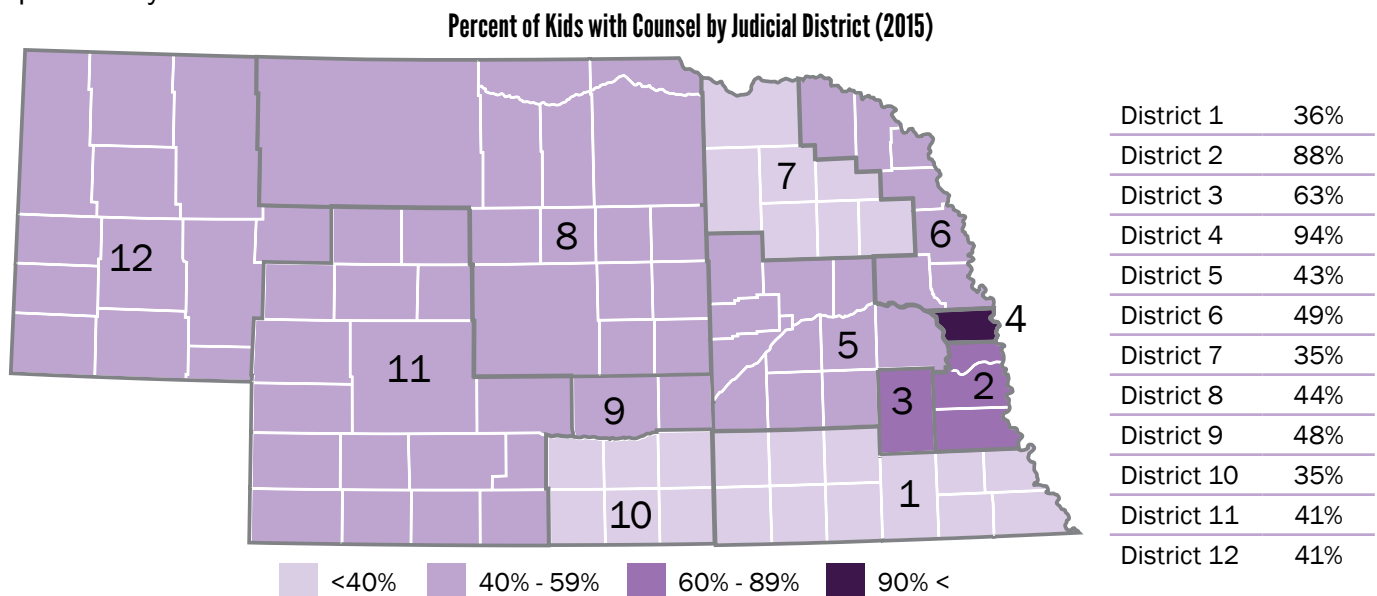 Percent of Kids with Counsel by Judicial District (2015)
District 1 36%
District 2 88%
District 3 63%
District 4 94%
District 5 43%
District 6 49%
District 7 35%
District 8 44%
District 9 48%
District 10 35%
District 11 41%
District 12 41%
7
8
6
12
4
5
11
2
3
9
1
10
<40% 40% - 59% 60% - 89% 90% <